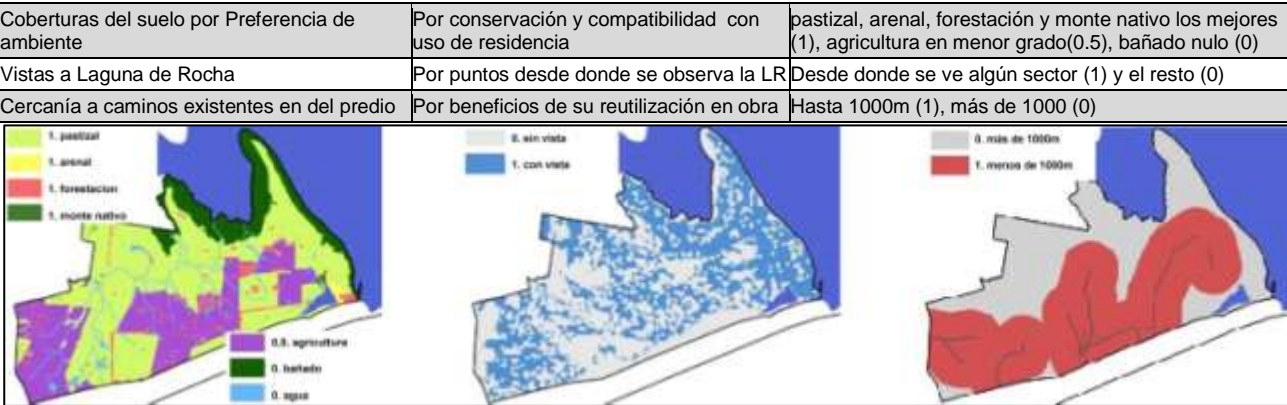 Coberturas del suelo por Preferencia de ambiente
Por conservación y compatibilidad con uso de residencia
pastizal, arenal, forestación y monte nativo los mejores (1), agricultura en menor grado(0.5), bañado nulo (0)
Vistas a Laguna de Rocha
Por puntos desde donde se observa la LR
Desde donde se ve algún sector (1) y el resto (0)
Cercanía a caminos existentes en del predio
Por beneficios de su reutilización en obra
Hasta 1000m (1), más de 1000 (0)
1. pastizal
1. arenal
1. forestacion
1. monte nativo
0,5. agricultura
0. bañado
0. agua
0. sin vista
1. con vista
0. más de 1000m
1. menos de 1000m